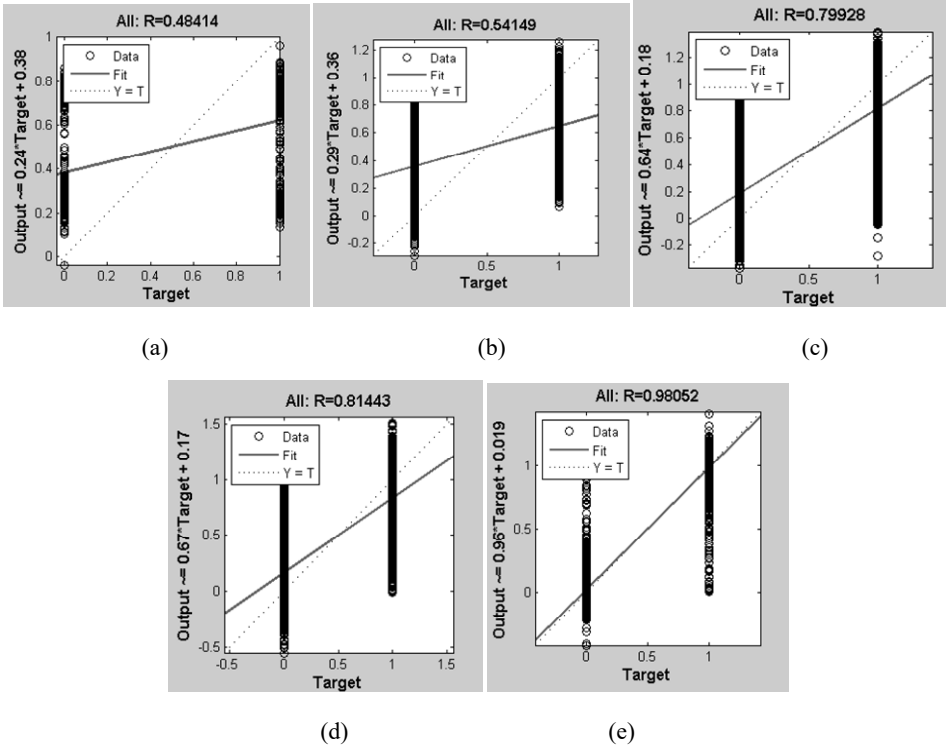 All: R=0.48414
Output ~= 0.24*Target + 0.38
1
0.8
0.6
0.4
0.2
0
Data
Fit
Y = T
0 0.2 0.4 0.6 0.8 1
Target
(a)
All: R=0.54149
Output ~= 0.29*Target + 0.36
1.2
1
0.8
0.6
0.4
0.2
0
-0.2
Data
Fit
Y = T
0 0.5 1
Target
(b)
All: R=0.79928
Output ~= 0.64*Target + 0.18
1.2
1
0.8
0.6
0.4
0.2
0
-0.2
Data
Fit
Y = T
0 0.5 1
Target
(c)
All: R=0.81443
Output ~= 0.67*Target + 0.17
1.5
1
0.5
0
-0.5
Data
Fit
Y = T
-0.5 0 0.5 1 1.5
Target
(d)
All: R=0.98052
Output ~= 0.96*Target + 0.019
1
0.5
0
Data
Fit
Y = T
0 0.5 1
Target
(e)